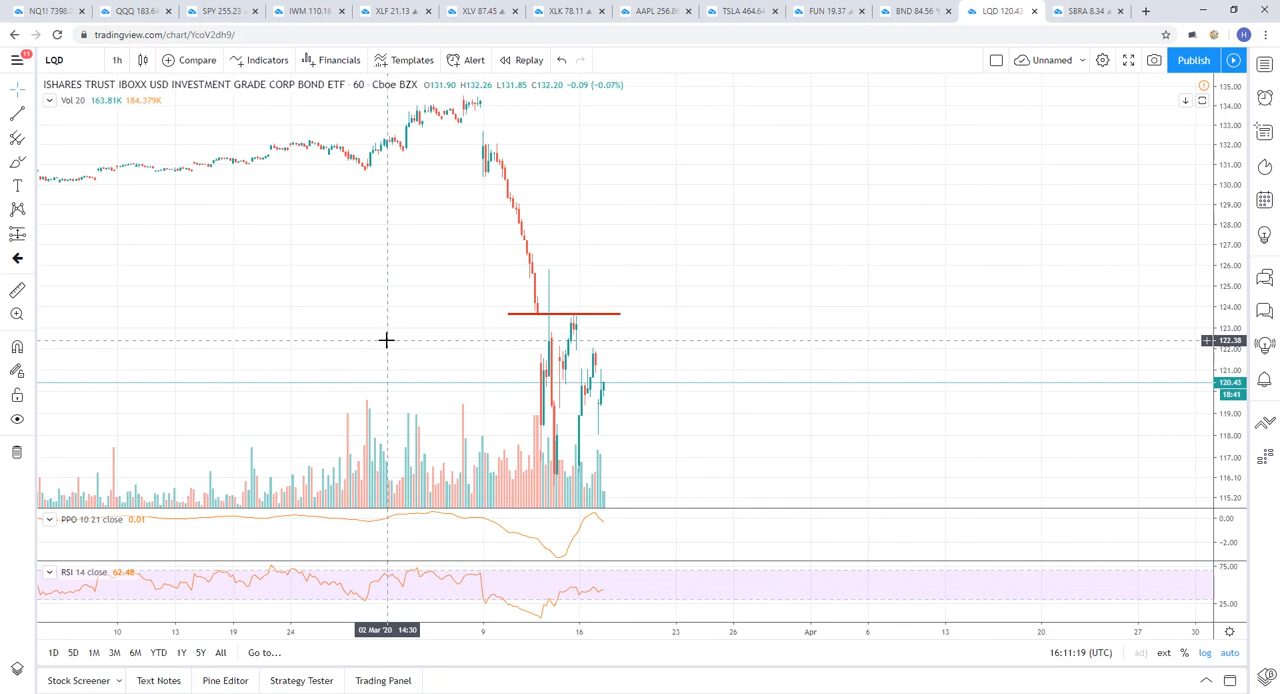 NQ1! 7398.0
QQQ 183.64
SPY 255.23
IWM 110.16
XLF 21.13
XLV 87.45
XLK 78.11
AAPL 256.86
TSLA 464.64
FUN 19.37
BND 84.56
LQD 120.43
SBRA 8.34
tradingview.com/chart/YcoV2dh9/
H
11
LQD 1h Compare Indicators Financials Templates Alert Replay Unnamed Publish
ISHARES TRUST IBOXX USD INVESTMENT GRADE CORP BOND ETF · 60 · Cboe BZX O131.90 H132.26 L131.85 C132.20 -0.09 (-0.07%)
Vol 20 163.81K 184.379K
135.00
134.00
133.00
132.00
131.00
130.00
129.00
128.00
127.00
126.00
125.00
124.00
123.00
122.38
122.00
121.00
120.43
18:41
119.00
118.00
117.00
116.10
115.20
PPO 10 21 close 0.01
0.00
-2.00
RSI 14 close 62.48
75.00
25.00
10 13 19 24 02 Mar '20 14:30 9 16 23 26 Apr 6 13 20 27 30
1D 5D 1M 3M 6M YTD 1Y 5Y All Go to... 16:11:19 (UTC) adj ext % log auto
Stock Screener Text Notes Pine Editor Strategy Tester Trading Panel